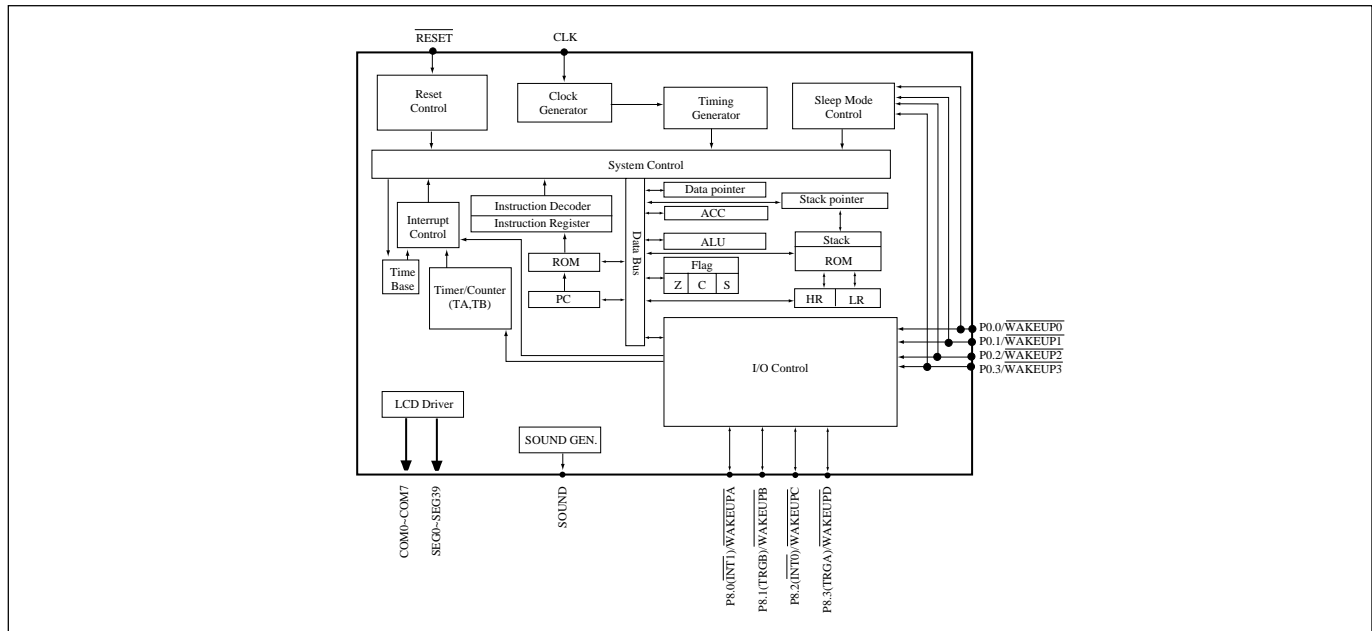 RESET
CLK
Reset
Control
Clock
Generator
Timing
Generator
Sleep Mode
Control
System Control
Interrupt
Control
Time
Base
Timer/Counter
(TA,TB)
Instruction Decoder
Instruction Register
ROM
PC
Data Bus
Data pointer
ACC
ALU
Flag
Z C S
Stack pointer
Stack
ROM
HR LR
I/O Control
P0.0/WAKEUP0
P0.1/WAKEUP1
P0.2/WAKEUP2
P0.3/WAKEUP3
LCD Driver
SOUND GEN.
COM0~COM7
SEG0~SEG39
SOUND
P8.0(INT1)/WAKEUPA
P8.1(TRGB)/WAKEUPB
P8.2(INT0)/WAKEUPC
P8.3(TRGA)/WAKEUPD